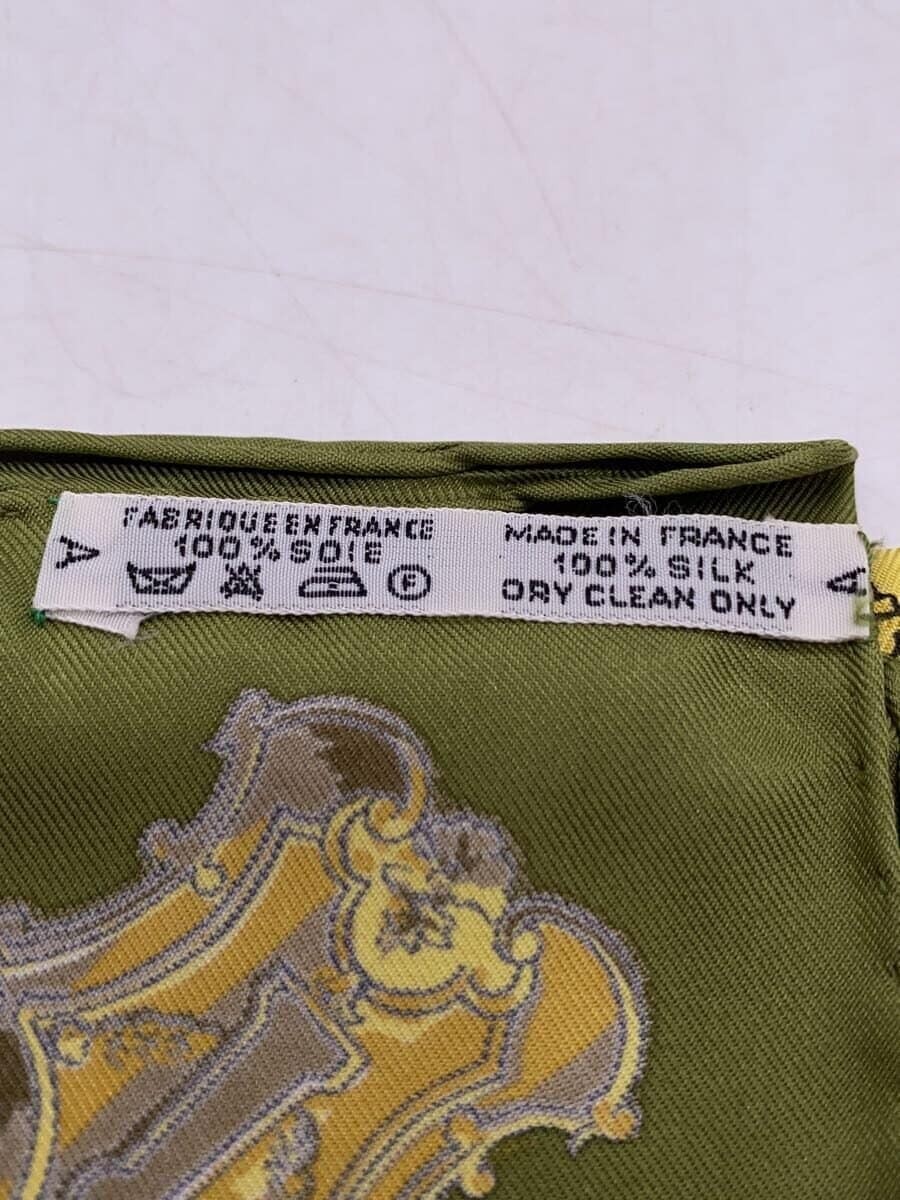 A
FABRIQUE EN FRANCE
100% SOIE
F
MADE IN FRANCE
100% SILK
DRY CLEAN ONLY
A